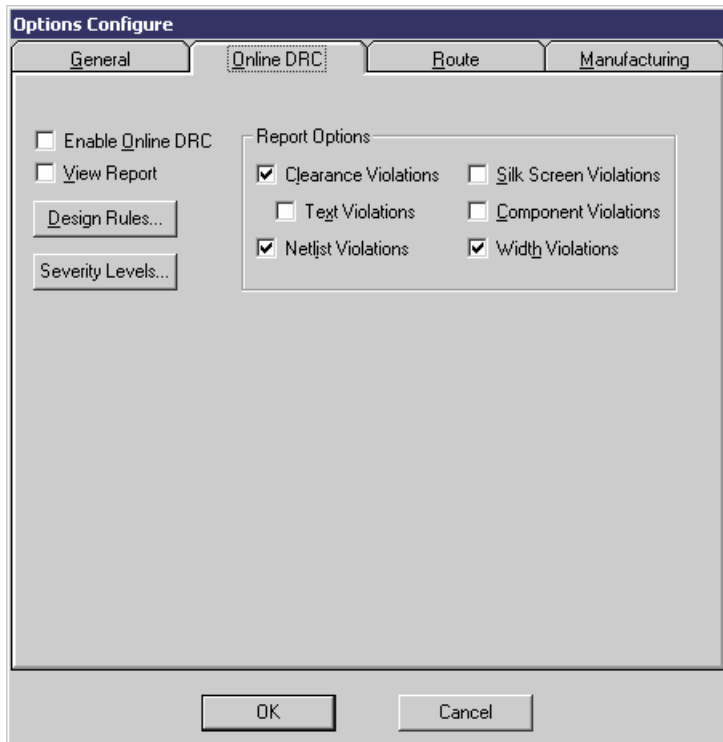 Options Configure
General
Online DRC
Route
Manufacturing
Enable Online DRC
View Report
Design Rules...
Severity Levels...
Report Options
Clearance Violations
Silk Screen Violations
Text Violations
Component Violations
Netlist Violations
Width Violations
OK
Cancel